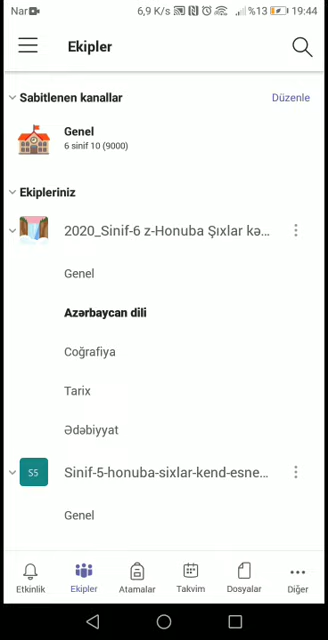 Nar 6,9 K/s %13 19:44
Ekipler
Sabitlenen kanallar Düzenle
Genel
6 sinif 10 (9000)
Ekipleriniz
2020_Sinif-6 z-Honuba Şıxlar kə...
Genel
Azərbaycan dili
Coğrafiya
Tarix
Ədəbiyyat
S5 Sinif-5-honuba-sixlar-kend-esne...
Genel
Etkinlik Ekipler Atamalar Takvim Dosyalar Diğer